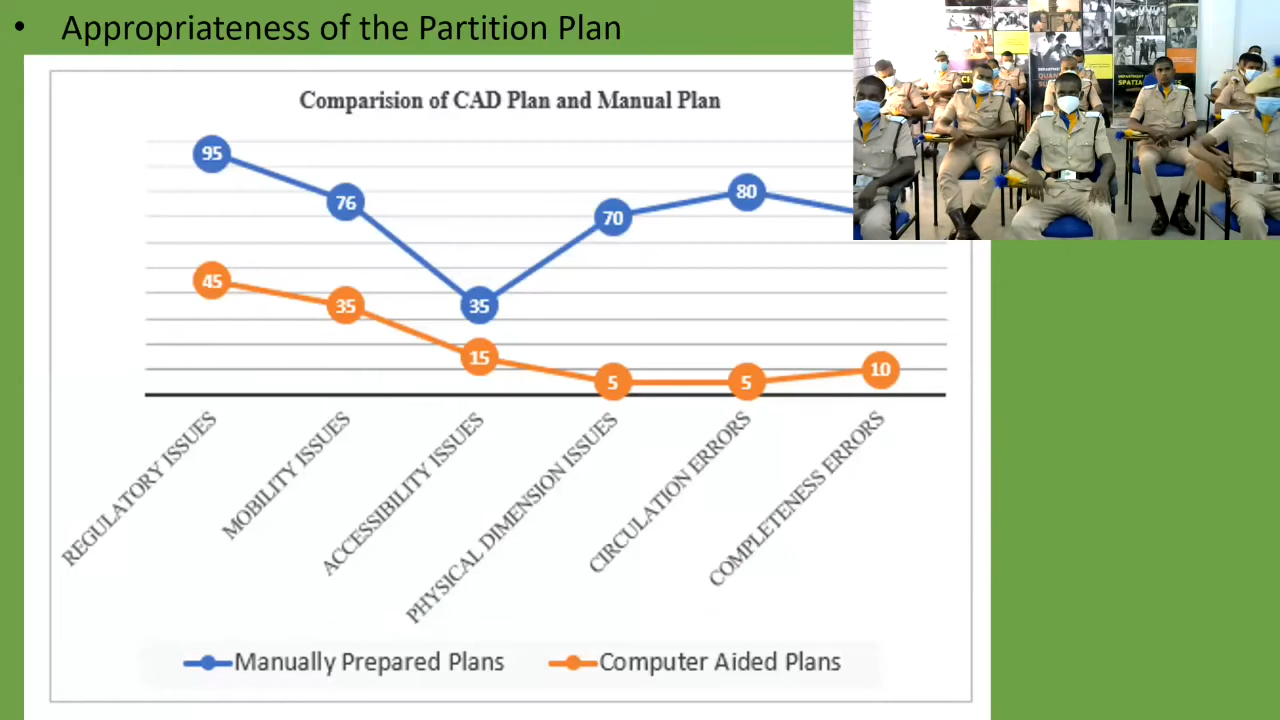 • Appropriateness of the Partition Plan
Comparision of CAD Plan and Manual Plan
95
76
35
70
80
45
35
15
5
5
10
REGULATORY ISSUES
MOBILITY ISSUES
ACCESSIBILITY ISSUES
PHYSICAL DIMENSION ISSUES
CIRCULATION ERRORS
COMPLETENESS ERRORS
Manually Prepared Plans
Computer Aided Plans